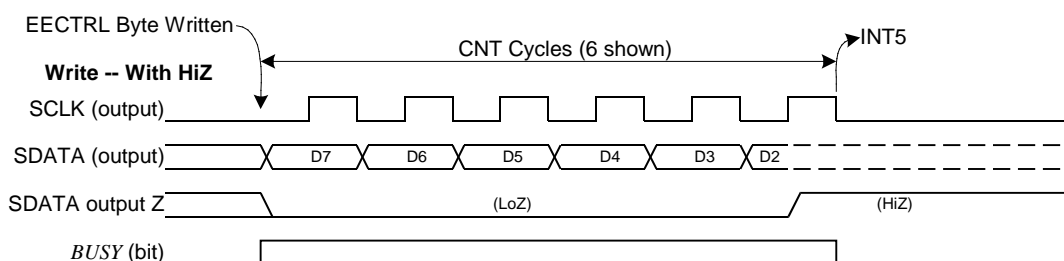 EECTRL Byte Written
CNT Cycles (6 shown)
INT5
Write -- With HiZ
SCLK (output)
SDATA (output)
D7 D6 D5 D4 D3 D2
SDATA output Z
(LoZ) (HiZ)
BUSY (bit)